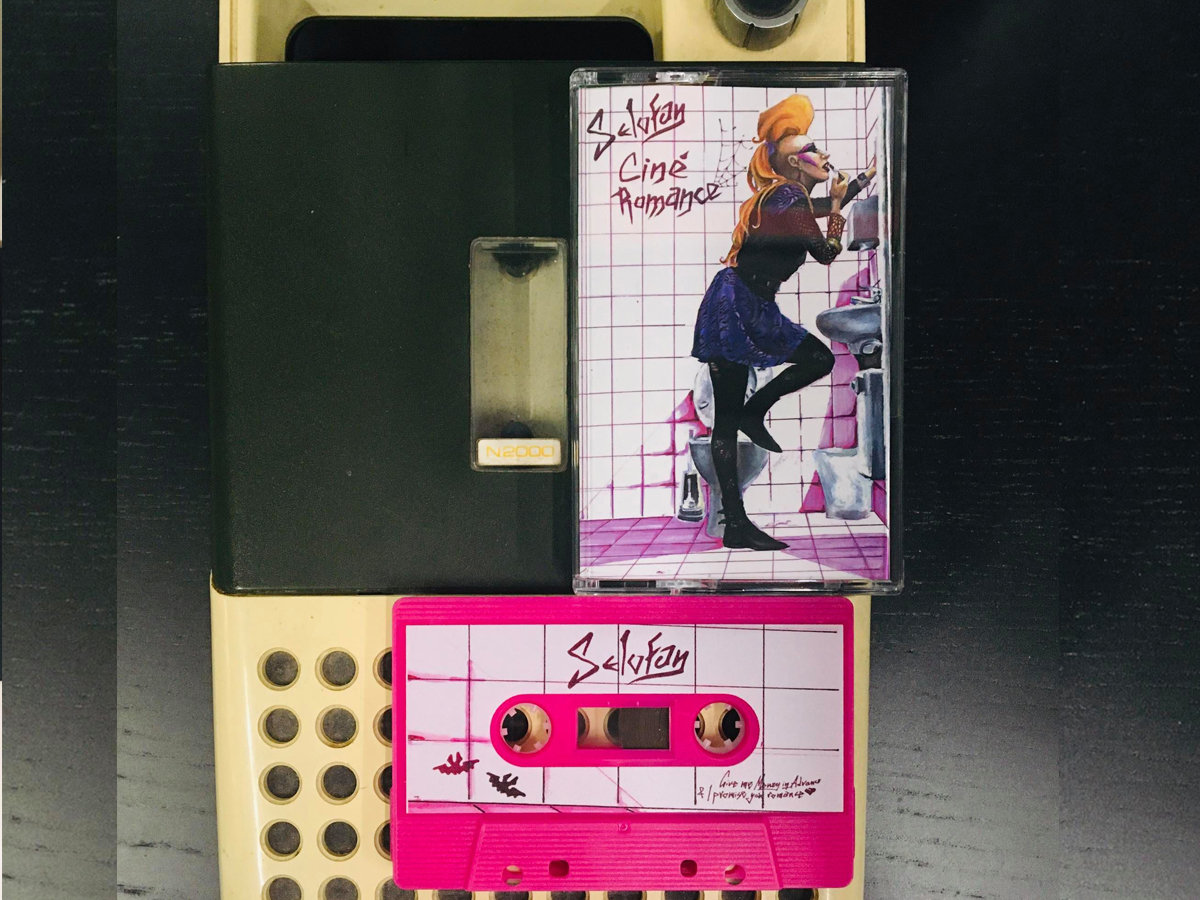 Selofan
Ciné
Romance
N2000
Selofan
Give me Money in Advance
& I promise you romance